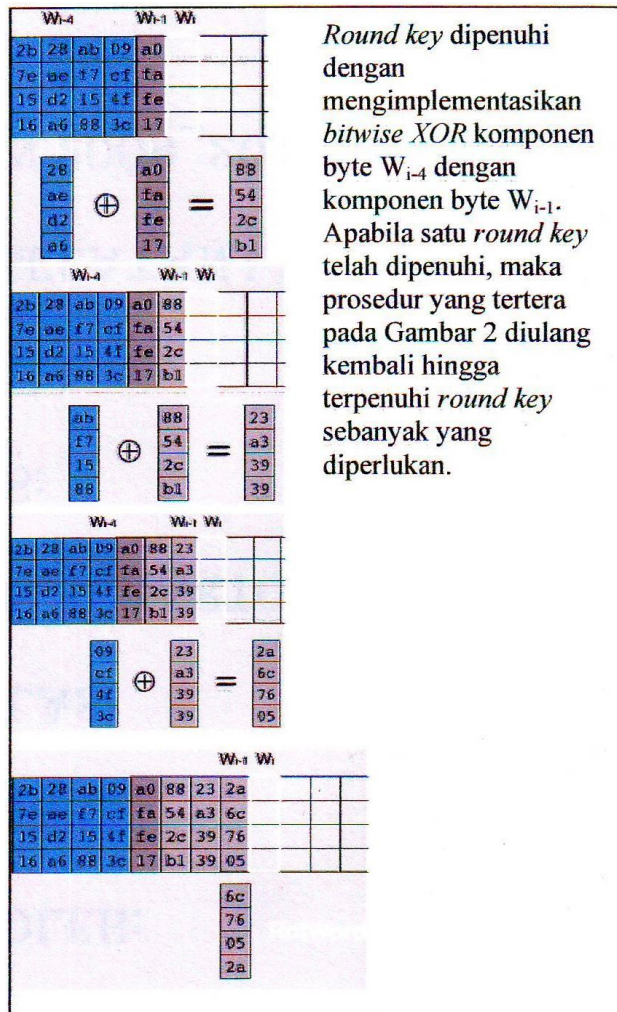 Wi-4 Wi-1 Wi
2b 28 ab 09 a0
7e ae f7 cf fa
15 d2 15 4f fe
16 a6 88 3c 17
28 a0 88
ae ⊕ fa = 54
d2 fe 2c
a6 17 b1
Wi-4 Wi-1 Wi
2b 28 ab 09 a0 88
7e ae f7 cf fa 54
15 d2 15 4f fe 2c
16 a6 88 3c 17 b1
ab 88 23
f7 ⊕ 54 = a3
15 2c 39
88 b1 39
Wi-4 Wi-1 Wi
2b 28 ab 09 a0 88 23
7e ae f7 cf fa 54 a3
15 d2 15 4f fe 2c 39
16 a6 88 3c 17 b1 39
09 23 2a
cf ⊕ a3 = 6c
4f 39 76
3c 39 05
Wi-1 Wi
2b 28 ab 09 a0 88 23 2a
7e ae f7 cf fa 54 a3 6c
15 d2 15 4f fe 2c 39 76
16 a6 88 3c 17 b1 39 05
6c
76
05
2a
Round key dipenuhi
dengan
mengimplementasikan
bitwise XOR komponen
byte Wi-4 dengan
komponen byte Wi-1.
Apabila satu round key
telah dipenuhi, maka
prosedur yang tertera
pada Gambar 2 diulang
kembali hingga
terpenuhi round key
sebanyak yang
diperlukan.